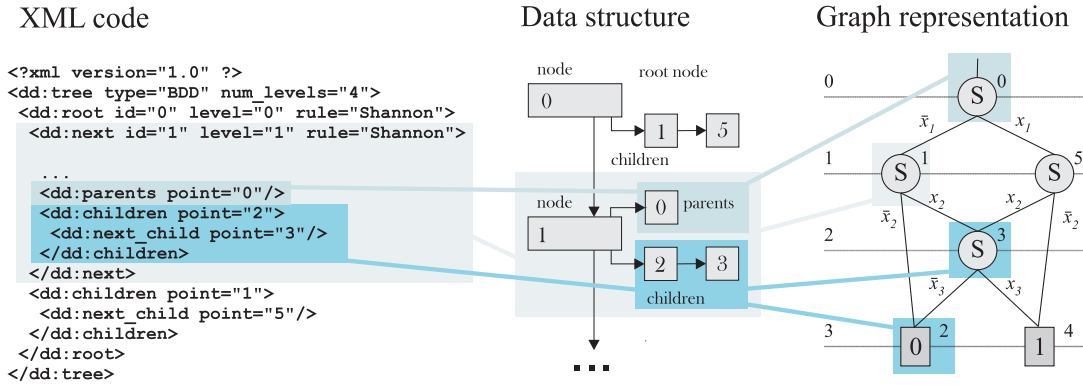 XML code
<?xml version="1.0" ?>
<dd:tree type="BDD" num_levels="4">
<dd:root id="0" level="0" rule="Shannon">
<dd:next id="1" level="1" rule="Shannon">
...
<dd:parents point="0"/>
<dd:children point="2">
<dd:next_child point="3"/>
</dd:children>
</dd:next>
<dd:children point="1">
<dd:next_child point="5"/>
</dd:children>
</dd:root>
</dd:tree>
Data structure
node
root node
0
1 5
children
node
0 parents
1
2 3
children
...
Graph representation
0 S 0
x̄₁ x₁
1 S 1 S 5
x̄₂ x₂ x₂ x̄₂
2 S 3
x̄₃ x₃
3 0 2 1 4